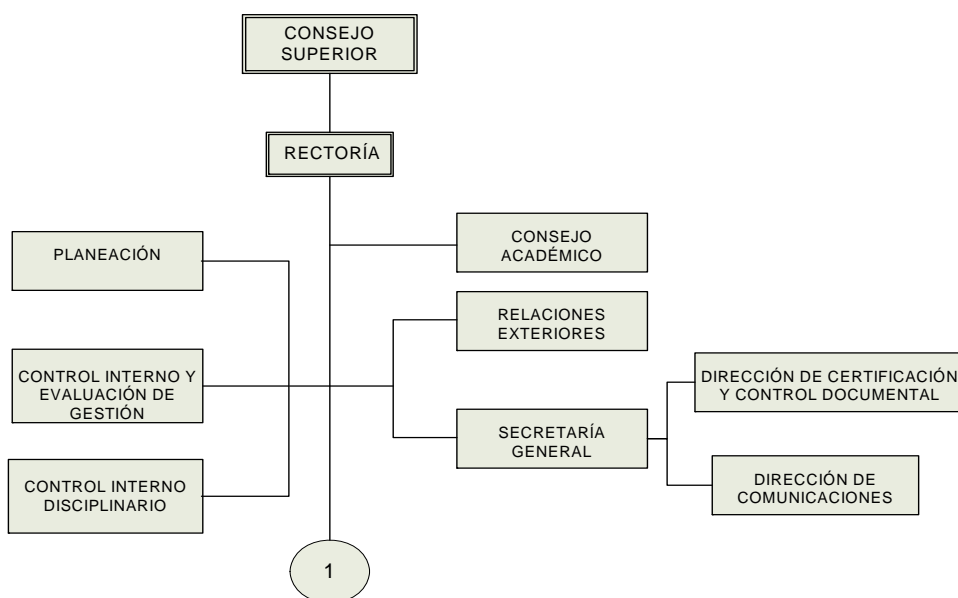 CONSEJO
SUPERIOR
RECTORÍA
PLANEACIÓN
CONSEJO
ACADÉMICO
RELACIONES
EXTERIORES
CONTROL INTERNO Y
EVALUACIÓN DE
GESTIÓN
DIRECCIÓN DE CERTIFICACIÓN
Y CONTROL DOCUMENTAL
SECRETARÍA
GENERAL
CONTROL INTERNO
DISCIPLINARIO
DIRECCIÓN DE
COMUNICACIONES
1